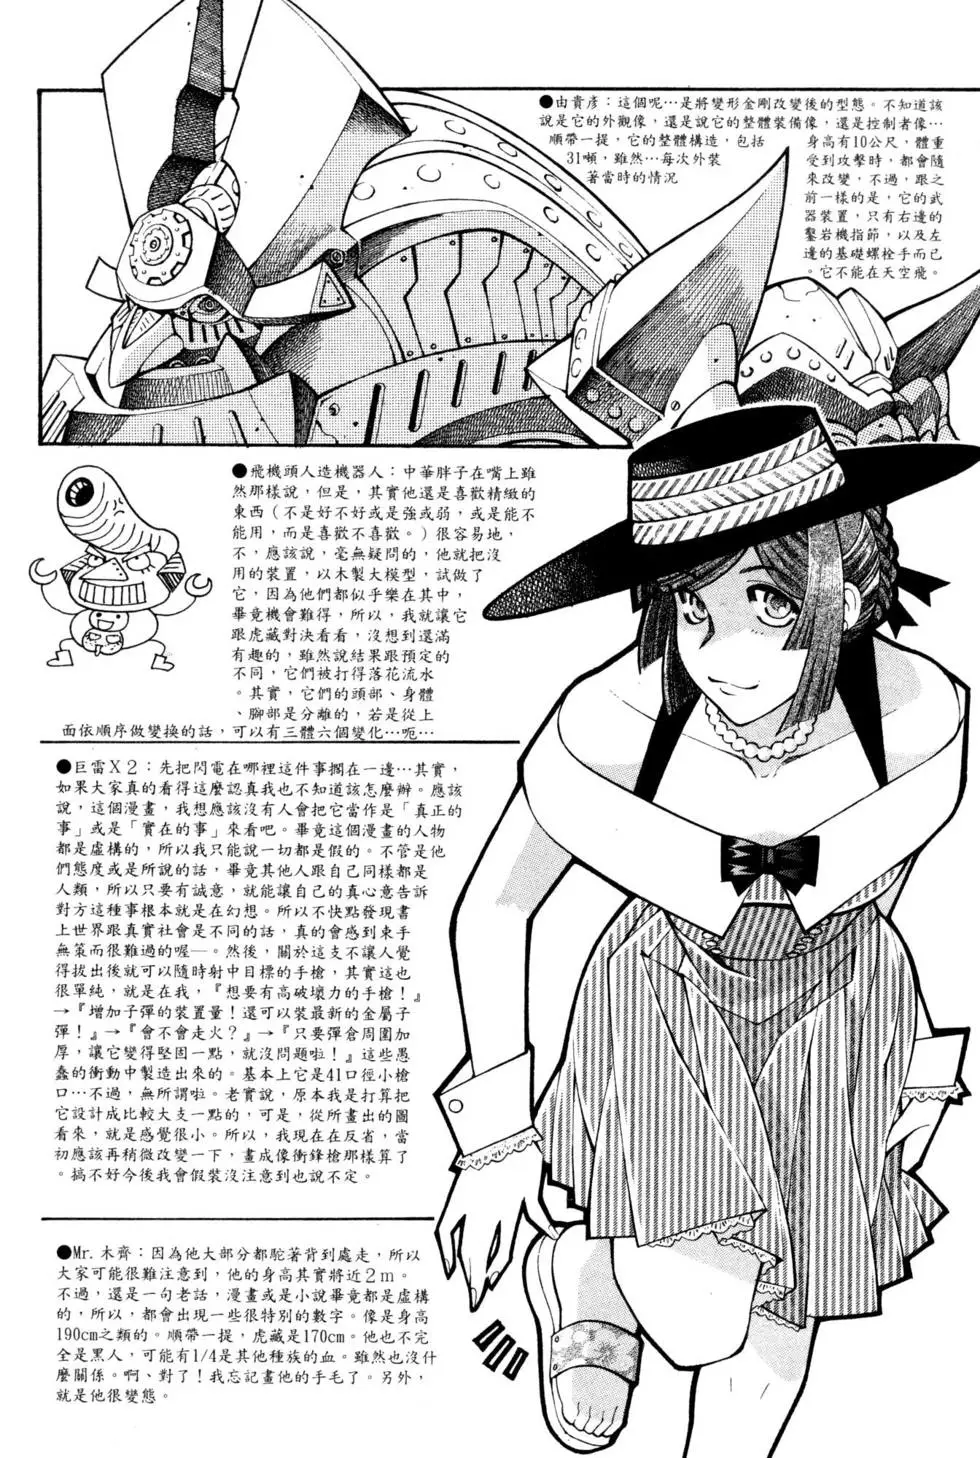 ●由貴彥：這個呢…是將變形金剛改變後的型態。不知道該
說是它的外觀像，還是說它的整體裝備像，還是控制者像…
順帶一提，它的整體構造，包括
31噸，雖然…每次外裝
著當時的情況
身高有10公尺，體重
受到攻擊時，都會隨
來改變，不過，跟之
前一樣的是，它的武
器裝置，只有右邊的
鑿岩機指節，以及左
邊的基礎螺栓手而已
。它不能在天空飛。
●飛機頭人造機器人：中華胖子在嘴上雖
然那樣說，但是，其實他還是喜歡精緻的
東西（不是好不好或是強或弱，或是能不
能用，而是喜歡不喜歡。）很容易地，
不，應該說，毫無疑問的，他就把沒
用的裝置，以木製大模型，試做了
它，因為他們都似乎樂在其中，
畢竟機會難得，所以，我就讓它
跟虎藏對決看看，沒想到還滿
有趣的，雖然說結果跟預定的
不同，它們被打得落花流水
。其實，它們的頭部、身體
、腳部是分離的，若是從上
面依順序做變換的話，可以有三體六個變化…呃…
●巨雷X2：先把閃電在哪裡這件事擱在一邊…其實，
如果大家真的看得這麼認真我也不知道該怎麼辦。應該
說，這個漫畫，我想應該沒有人會把它當作是「真正的
事」或是「實在的事」來看吧。畢竟這個漫畫的人物
都是虛構的，所以我只能說一切都是假的。不管是他
們態度或是所說的話，畢竟其他人跟自己同樣都是
人類，所以只要有誠意，就能讓自己的真心意告訴
對方這種事根本就是在幻想。所以不快點發現書
上世界跟真實社會是不同的話，真的會感到束手
無策而很難過的喔─。然後，關於這支不讓人覺
得拔出後就可以隨時射中目標的手槍，其實這也
很單純，就是在我，『想要有高破壞力的手槍！』
→『增加子彈的裝置量！還可以裝最新的金屬子
彈！』→『會不會走火？』→『只要彈倉周圍加
厚，讓它變得堅固一點，就沒問題啦！』這些愚
蠢的衝動中製造出來的。基本上它是41口徑小槍
口…不過，無所謂啦。老實說，原本我是打算把
它設計成比較大支一點的，可是，從所畫出的圖
看來，就是感覺很小。所以，我現在在反省，當
初應該再稍微改變一下，畫成像衝鋒槍那樣算了
。搞不好今後我會假裝沒注意到也說不定。
●Mr.木齊：因為他大部分都駝著背到處走，所以
大家可能很難注意到，他的身高其實將近2m。
不過，還是一句老話，漫畫或是小說畢竟都是虛構
的，所以，都會出現一些很特別的數字。像是身高
190cm之類的。順帶一提，虎藏是170cm。他也不完
全是黑人，可能有1/4是其他種族的血。雖然也沒什
麼關係。啊、對了！我忘記畫他的手毛了。另外，
就是他很變態。